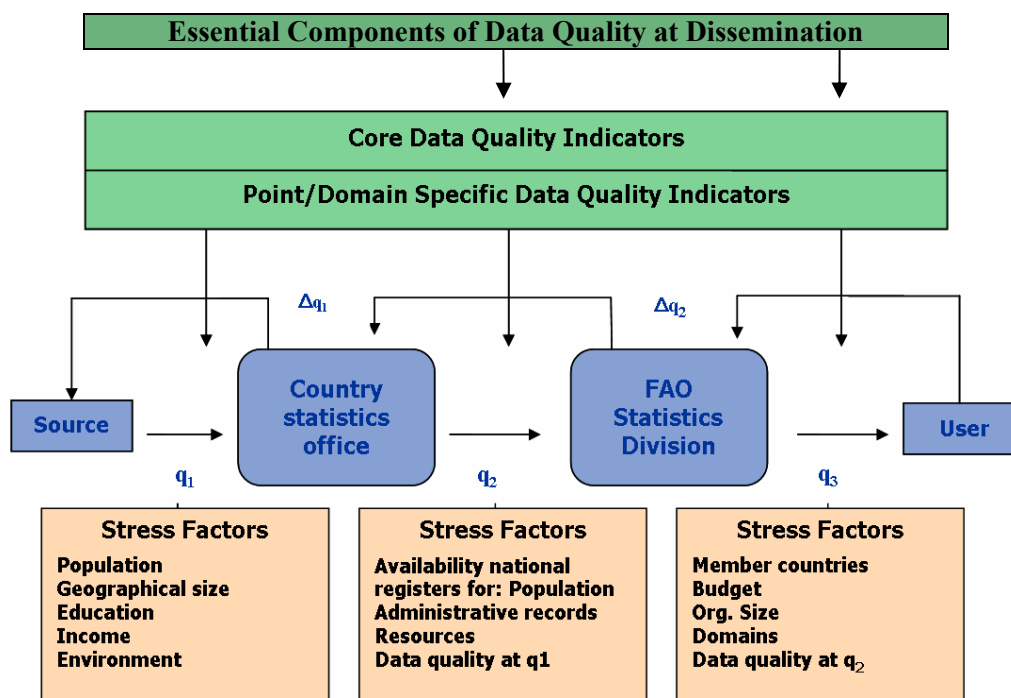 Essential Components of Data Quality at Dissemination
Core Data Quality Indicators
Point/Domain Specific Data Quality Indicators
Δq₁
Δq₂
Source
Country
statistics
office
FAO
Statistics
Division
User
q₁
q₂
q₃
Stress Factors
Population
Geographical size
Education
Income
Environment
Stress Factors
Availability national
registers for: Population
Administrative records
Resources
Data quality at q1
Stress Factors
Member countries
Budget
Org. Size
Domains
Data quality at q₂